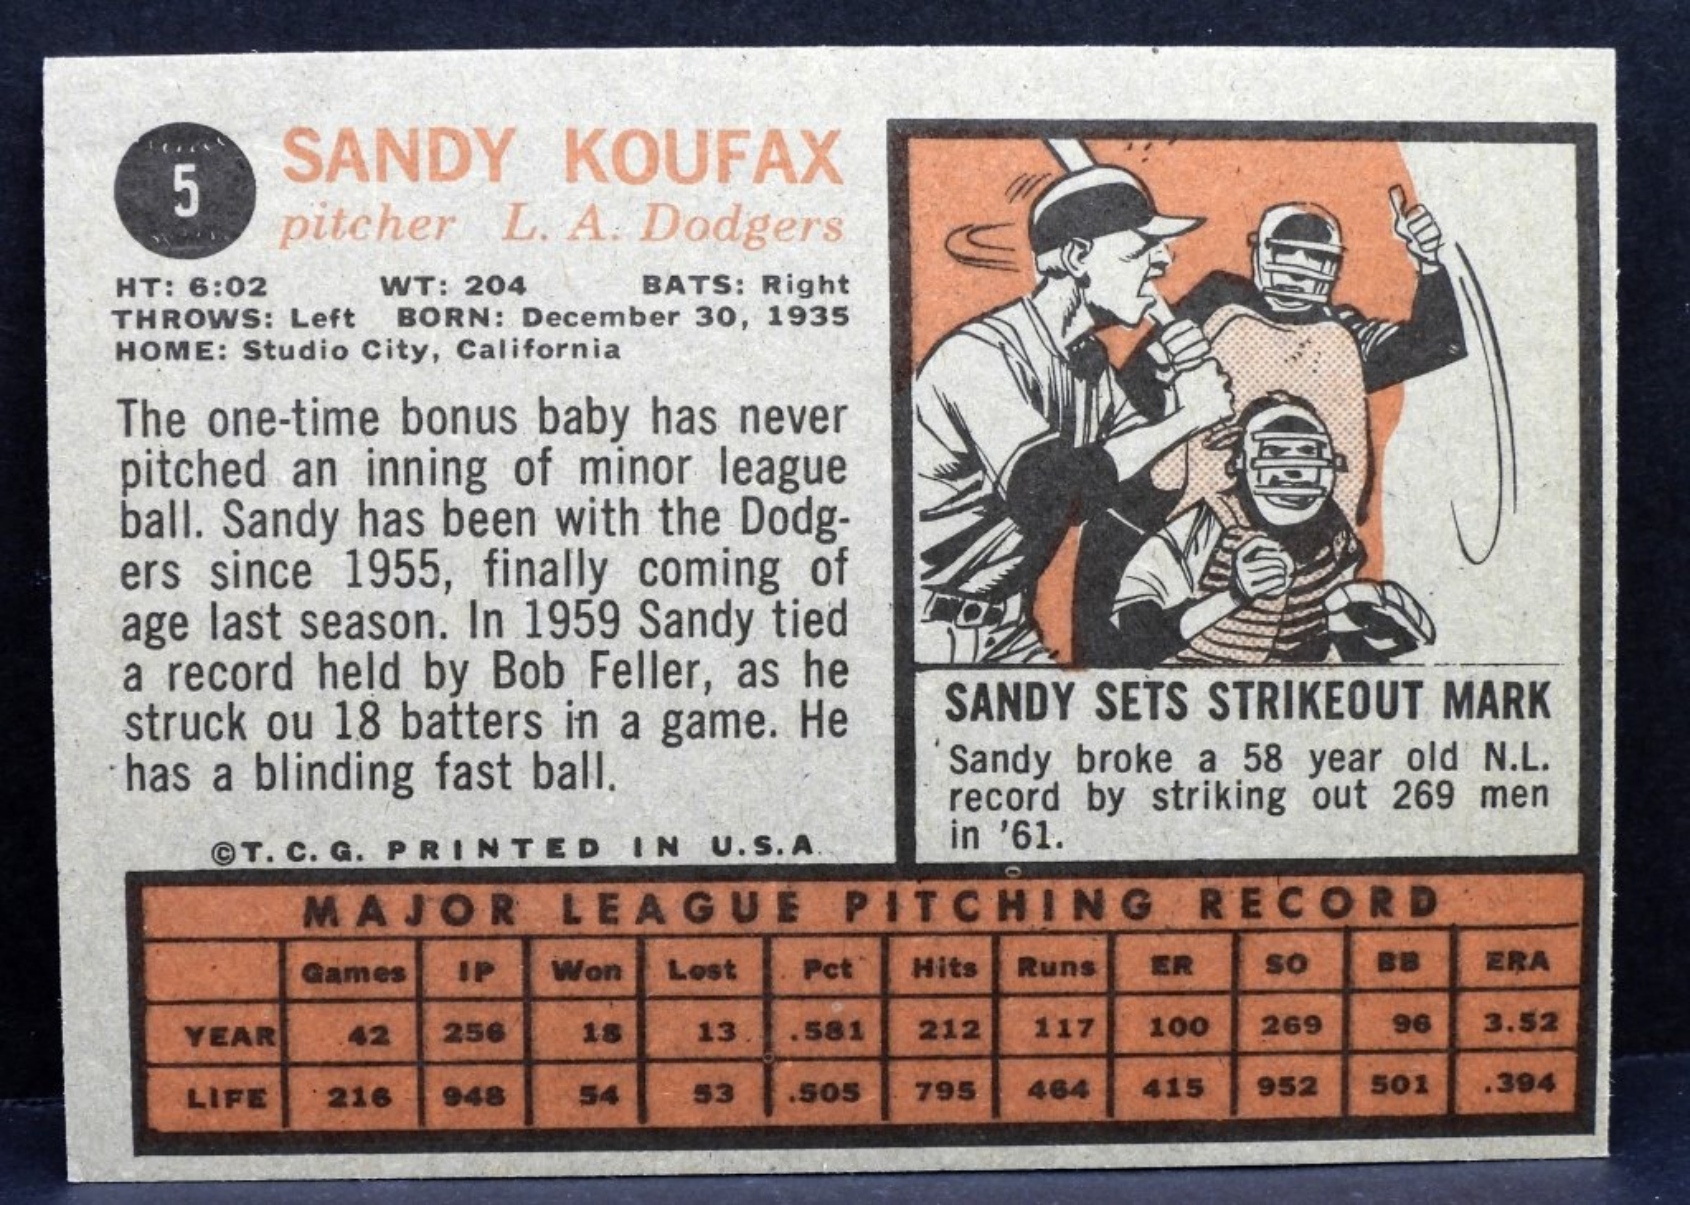 5
SANDY KOUFAX
pitcher L. A. Dodgers
HT: 6:02 WT: 204 BATS: Right
THROWS: Left BORN: December 30, 1935
HOME: Studio City, California
The one-time bonus baby has never
pitched an inning of minor league
ball. Sandy has been with the Dodg-
ers since 1955, finally coming of
age last season. In 1959 Sandy tied
a record held by Bob Feller, as he
struck ou 18 batters in a game. He
has a blinding fast ball.
©T. C. G. PRINTED IN U.S.A.
SANDY SETS STRIKEOUT MARK
Sandy broke a 58 year old N.L.
record by striking out 269 men
in '61.
MAJOR LEAGUE PITCHING RECORD
Games IP Won Lost Pct Hits Runs ER SO BB ERA
YEAR 42 256 18 13 .581 212 117 100 269 96 3.52
LIFE 216 948 54 53 .505 795 464 415 952 501 .394